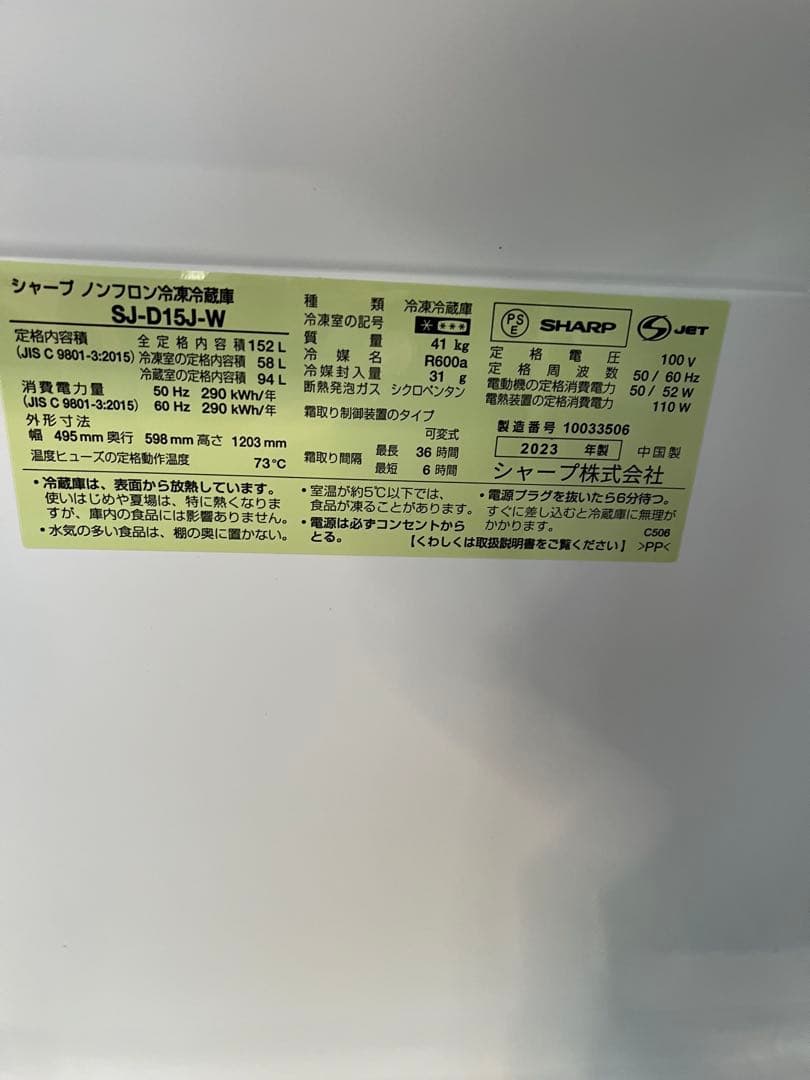 シャープ ノンフロン冷凍冷蔵庫
SJ-D15J-W
定格内容積 全定格内容積 152 L
(JIS C 9801-3:2015) 冷凍室の定格内容積 58 L
冷蔵室の定格内容積 94 L
消費電力量 50 Hz 290 kWh/年
(JIS C 9801-3:2015) 60 Hz 290 kWh/年
外形寸法
幅 495 mm 奥行 598 mm 高さ 1203 mm
温度ヒューズの定格動作温度 73℃
種類 冷凍冷蔵庫
冷凍室の記号
質量 41 kg
冷媒名 R600a
冷媒封入量 31 g
断熱発泡ガス シクロペンタン
霜取り制御装置のタイプ
可変式
霜取り間隔 最長 36 時間
最短 6 時間
PSE SHARP JET
定格電圧 100 V
定格周波数 50 / 60 Hz
電動機の定格消費電力 50 / 52 W
電熱装置の定格消費電力 110 W
製造番号 10033506
2023 年製 中国製
シャープ株式会社
・冷蔵庫は、表面から放熱しています。
使いはじめや夏場は、特に熱くなりま
すが、庫内の食品には影響ありません。
・水気の多い食品は、棚の奥に置かない。
・室温が約5℃以下では、
食品が凍ることがあります。
・電源は必ずコンセントから
とる。
・電源プラグを抜いたら6分待つ。
すぐに差し込むと冷蔵庫に無理が
かかります。
C506
【くわしくは取扱説明書をご覧ください】 >PP<